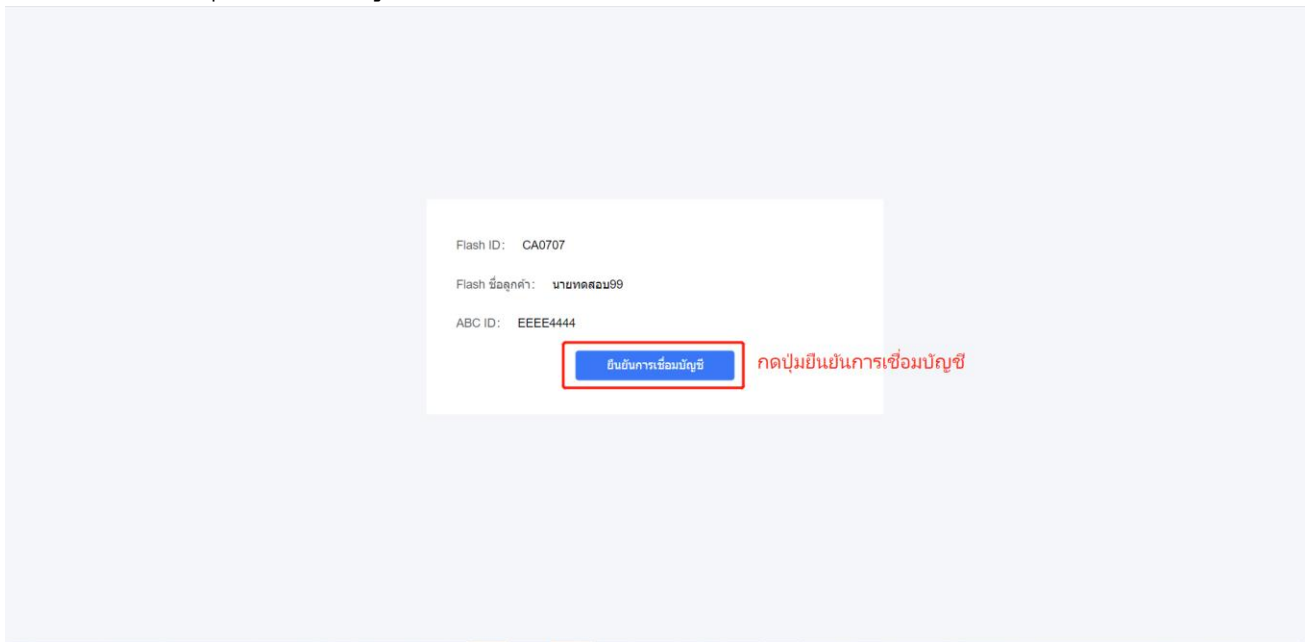 Flash ID: CA0707
Flash ชื่อลูกค้า: นายทดสอบ99
ABC ID: EEEE4444
ยืนยันการเชื่อมบัญชี กดปุ่มยืนยันการเชื่อมบัญชี